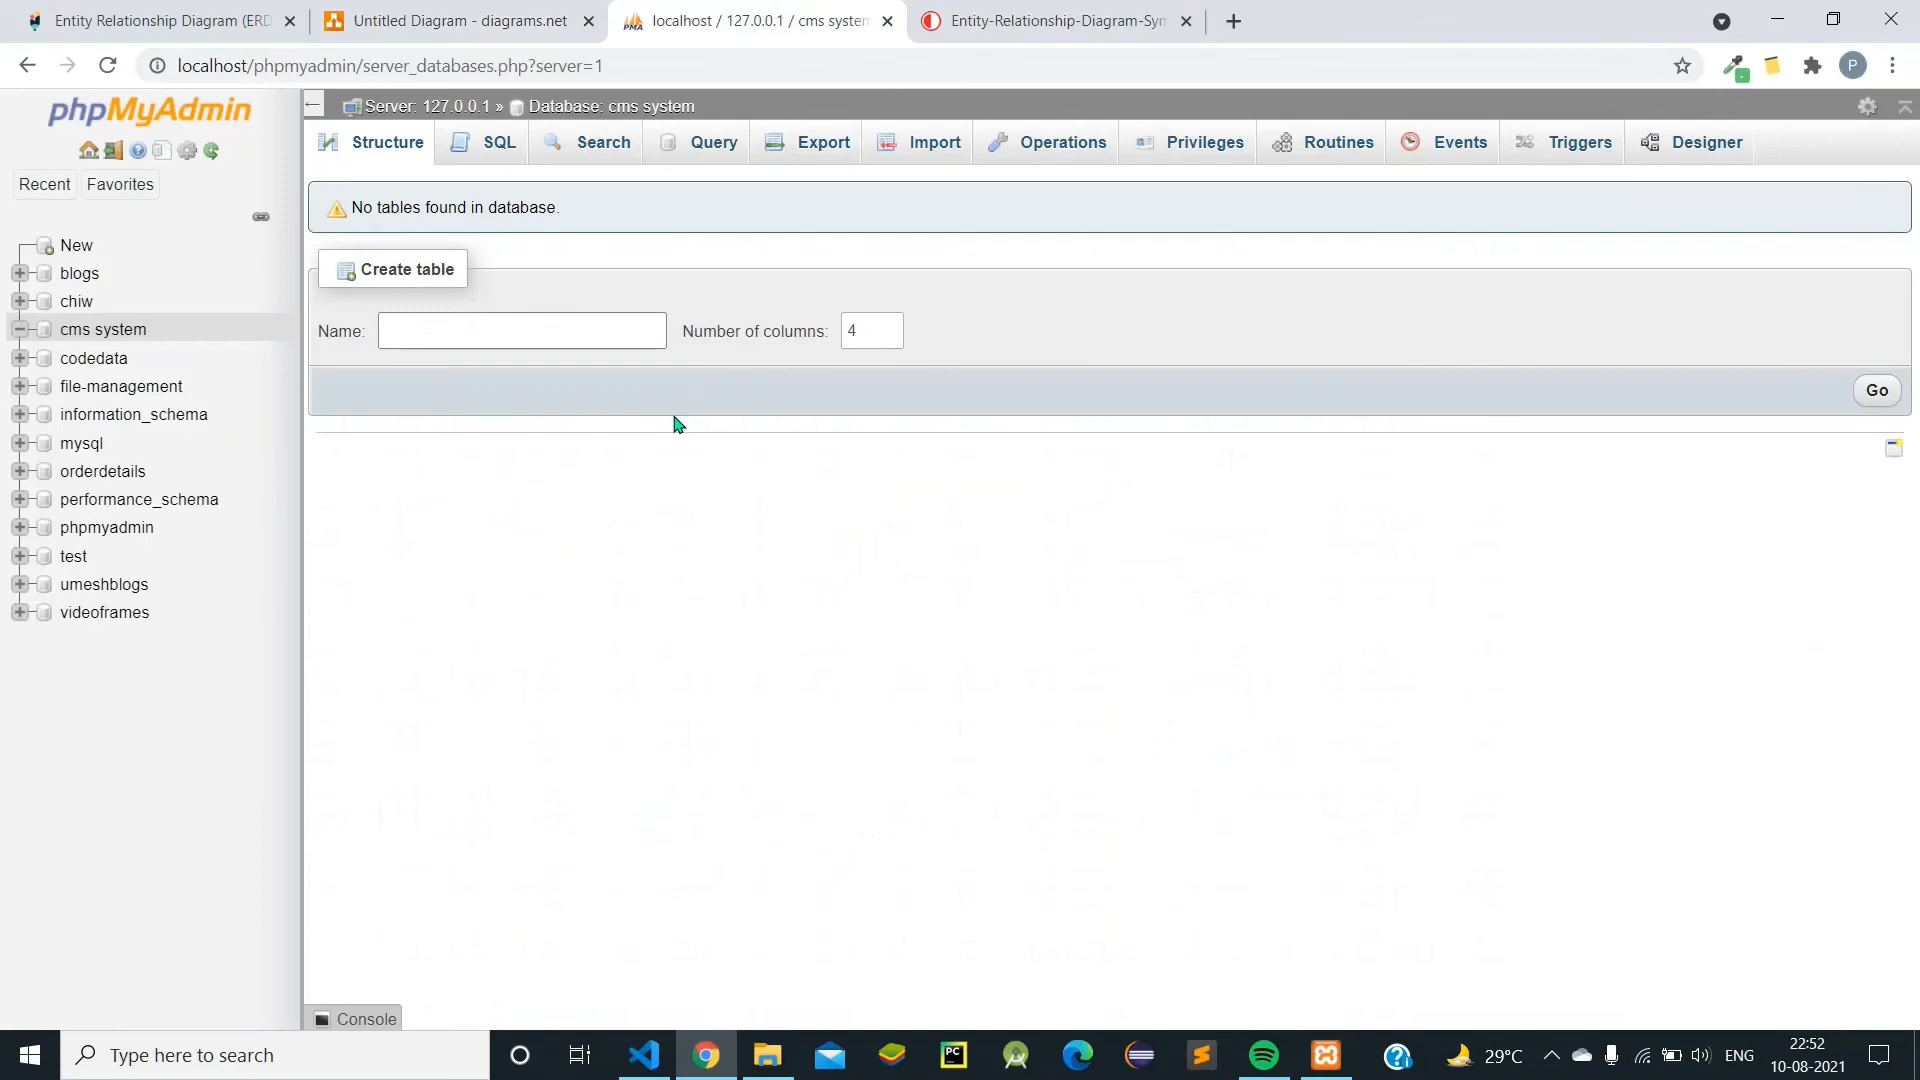 Entity Relationship Diagram (ERD
Untitled Diagram - diagrams.net
localhost / 127.0.0.1 / cms system
Entity-Relationship-Diagram-Sym
localhost/phpmyadmin/server_databases.php?server=1
P
phpMyAdmin
Server: 127.0.0.1 » Database: cms system
Structure SQL Search Query Export Import Operations Privileges Routines Events Triggers Designer
Recent Favorites
No tables found in database.
New
blogs
chiw
cms system
codedata
file-management
information_schema
mysql
orderdetails
performance_schema
phpmyadmin
test
umeshblogs
videoframes
Create table
Name: Number of columns: 4
Go
Console
Type here to search
PC
29°C
ENG
22:52
10-08-2021